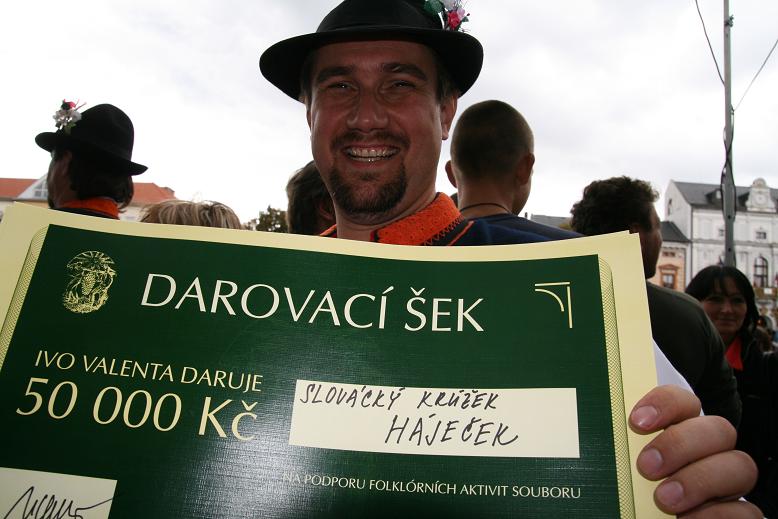 DAROVACÍ ŠEK
IVO VALENTA DARUJE
50 000 Kč
SLOVÁCKÝ KRÚŽEK
HÁJEČEK
NA PODPORU FOLKLÓRNÍCH AKTIVIT SOUBORU